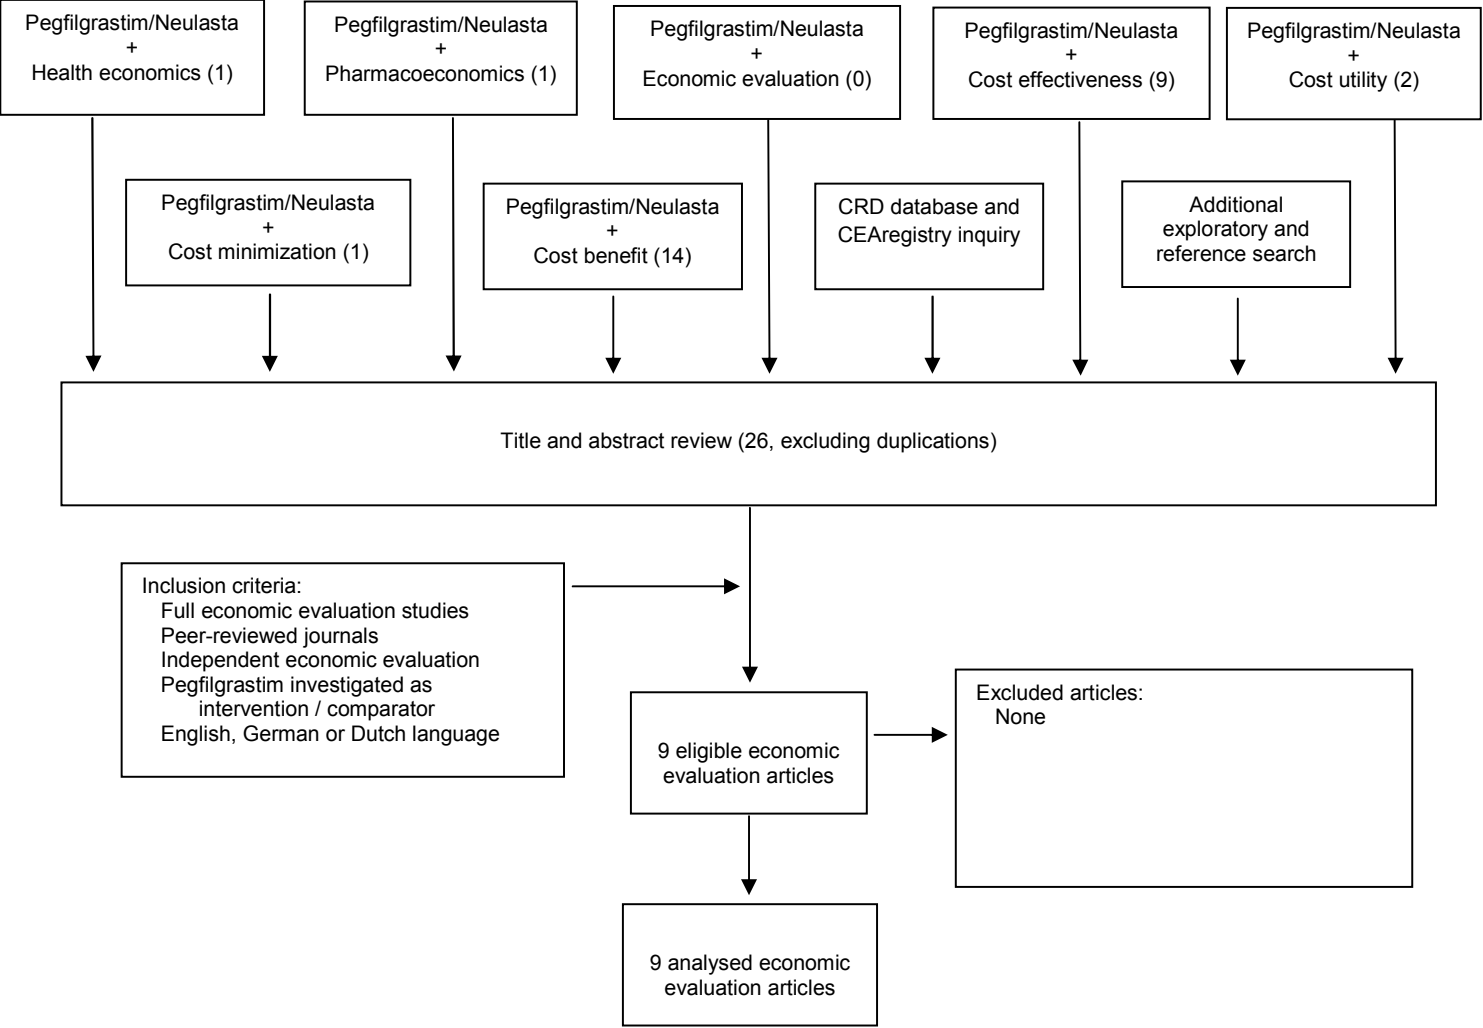 Pegfilgrastim/Neulasta
+
Health economics (1)
Pegfilgrastim/Neulasta
+
Pharmacoeconomics (1)
Pegfilgrastim/Neulasta
+
Economic evaluation (0)
Pegfilgrastim/Neulasta
+
Cost effectiveness (9)
Pegfilgrastim/Neulasta
+
Cost utility (2)
Pegfilgrastim/Neulasta
+
Cost minimization (1)
Pegfilgrastim/Neulasta
+
Cost benefit (14)
CRD database and
CEAregistry inquiry
Additional
exploratory and
reference search
Title and abstract review (26, excluding duplications)
Inclusion criteria:
Full economic evaluation studies
Peer-reviewed journals
Independent economic evaluation
Pegfilgrastim investigated as
intervention / comparator
English, German or Dutch language
9 eligible economic
evaluation articles
Excluded articles:
None
9 analysed economic
evaluation articles